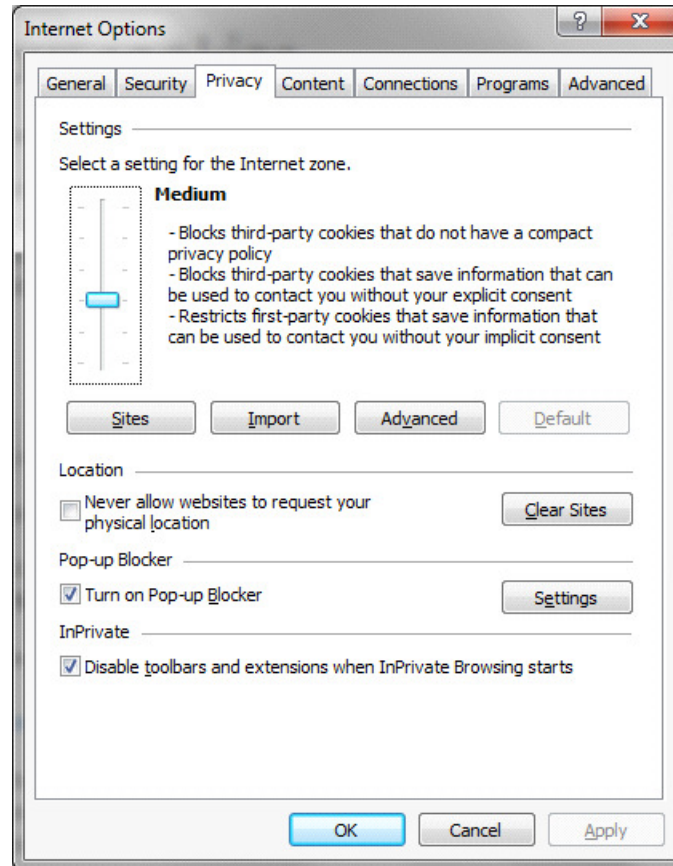 Internet Options
?
X
General Security Privacy Content Connections Programs Advanced
Settings
Select a setting for the Internet zone.
Medium
- Blocks third-party cookies that do not have a compact
privacy policy
- Blocks third-party cookies that save information that can
be used to contact you without your explicit consent
- Restricts first-party cookies that save information that
can be used to contact you without your implicit consent
Sites Import Advanced Default
Location
Never allow websites to request your
physical location
Clear Sites
Pop-up Blocker
Turn on Pop-up Blocker
Settings
InPrivate
Disable toolbars and extensions when InPrivate Browsing starts
OK Cancel Apply